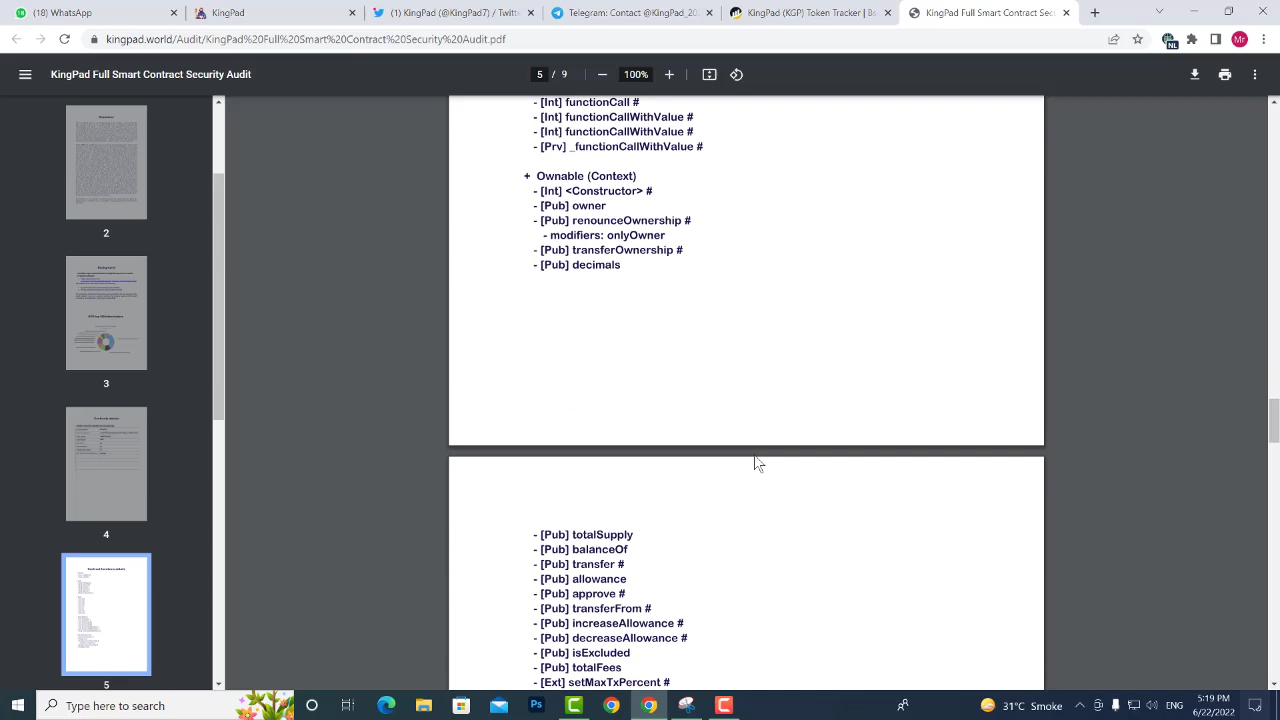 (18) WhatsApp
KingPad
(1) KingPad (@KingPad7) / Twitte
Telegram: Contact @KingPad_20
KingPad (KGP) Token Tracker | Bs
KingPad Full Smart Contract Secu
kingpad.world/Audit/KingPad%20Full%20Smart%20Contract%20Security%20Audit.pdf
NL
Mr
KingPad Full Smart Contract Security Audit
5 / 9
100%
- [Int] functionCall #
- [Int] functionCallWithValue #
- [Int] functionCallWithValue #
- [Prv] _functionCallWithValue #
+ Ownable (Context)
- [Int] <Constructor> #
- [Pub] owner
- [Pub] renounceOwnership #
- modifiers: onlyOwner
- [Pub] transferOwnership #
- [Pub] decimals
- [Pub] totalSupply
- [Pub] balanceOf
- [Pub] transfer #
- [Pub] allowance
- [Pub] approve #
- [Pub] transferFrom #
- [Pub] increaseAllowance #
- [Pub] decreaseAllowance #
- [Pub] isExcluded
- [Pub] totalFees
- [Ext] setMaxTxPercent #
2
3
4
5
Type here to search
Ps
31°C Smoke
ENG
5:19 PM
6/22/2022